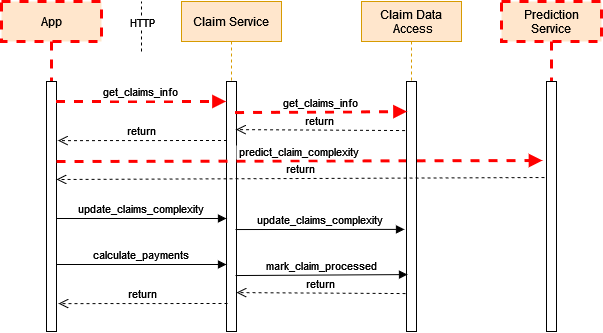 App
HTTP
Claim Service
Claim Data
Access
Prediction
Service
get_claims_info
get_claims_info
return
return
predict_claim_complexity
return
update_claims_complexity
update_claims_complexity
calculate_payments
mark_claim_processed
return
return